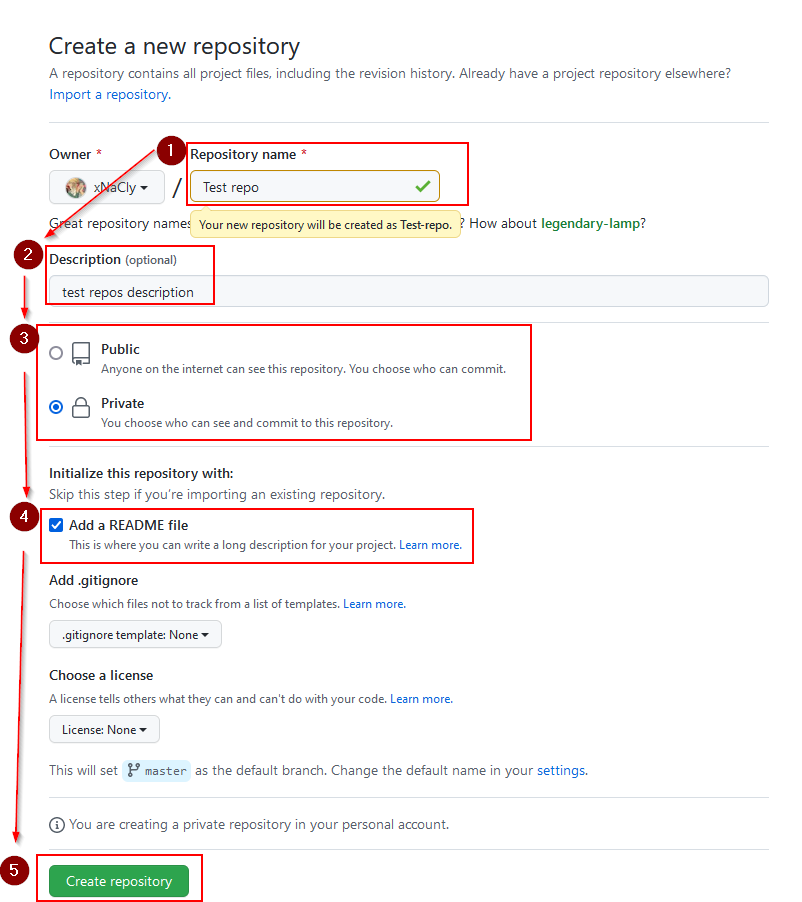 Create a new repository
A repository contains all project files, including the revision history. Already have a project repository elsewhere?
Import a repository.
1
Owner * Repository name *
xNaCly / Test repo
Great repository names ? How about legendary-lamp?
Your new repository will be created as Test-repo.
2
Description (optional)
test repos description
3
Public
Anyone on the internet can see this repository. You choose who can commit.
Private
You choose who can see and commit to this repository.
Initialize this repository with:
Skip this step if you're importing an existing repository.
4
Add a README file
This is where you can write a long description for your project. Learn more.
Add .gitignore
Choose which files not to track from a list of templates. Learn more.
.gitignore template: None
Choose a license
A license tells others what they can and can't do with your code. Learn more.
License: None
This will set master as the default branch. Change the default name in your settings.
You are creating a private repository in your personal account.
5
Create repository